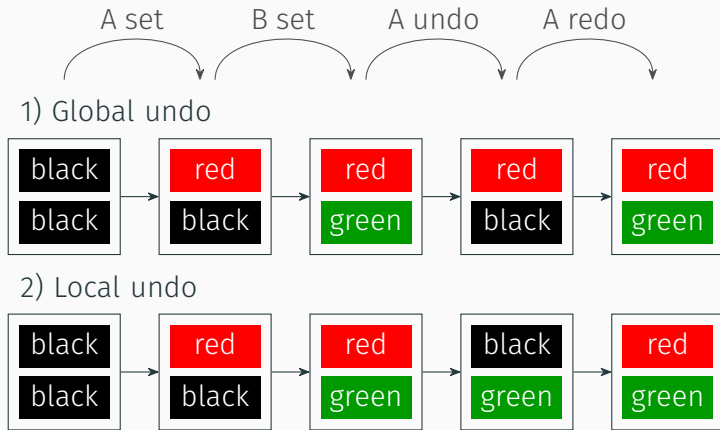 A set B set A undo A redo
1) Global undo
black red red red red
black black green black green
2) Local undo
black red red black red
black black green green green